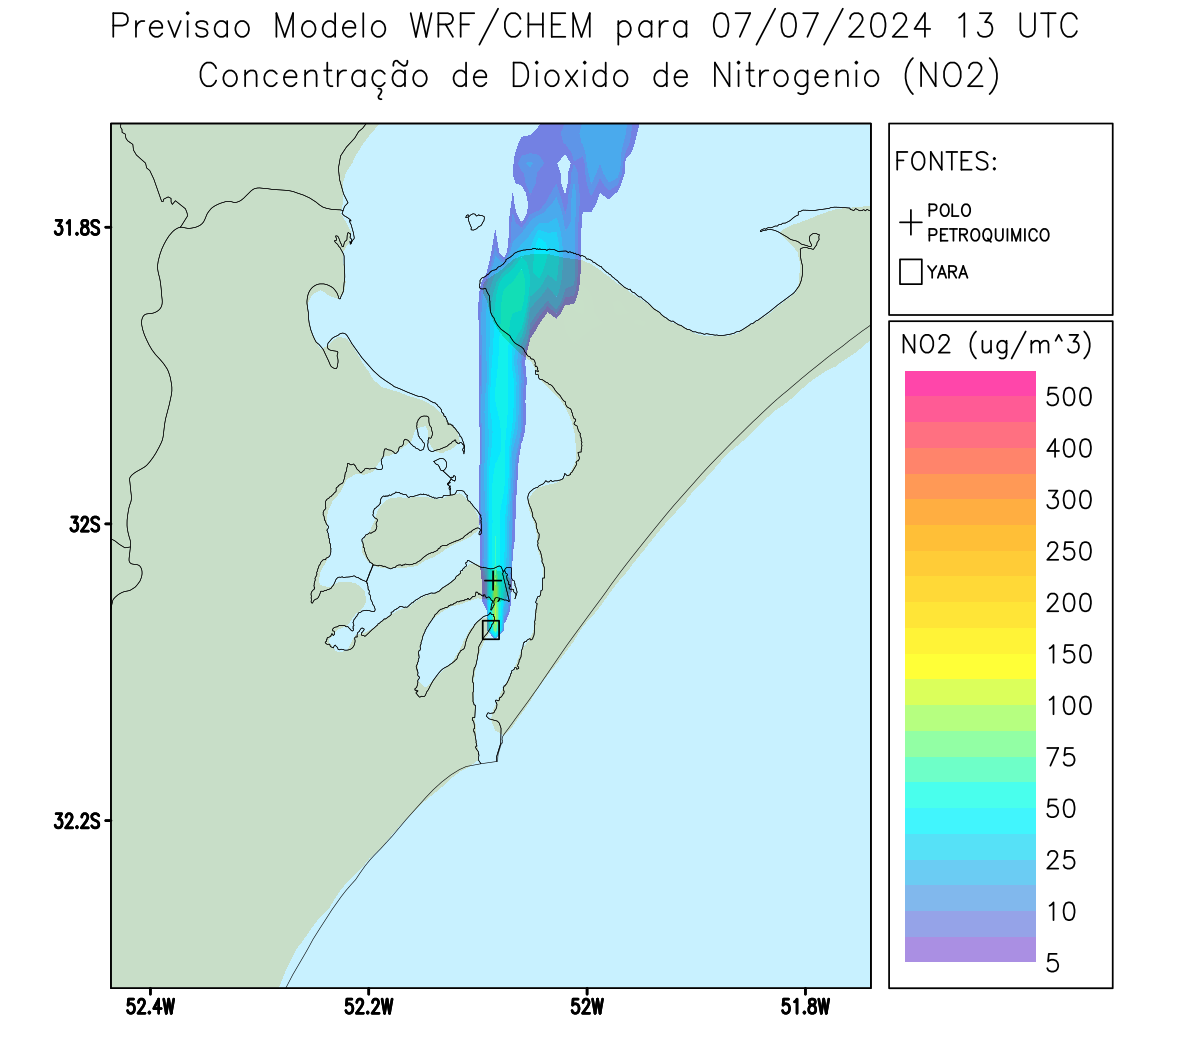 Previsao Modelo WRF/CHEM para 07/07/2024 13 UTC
Concentração de Dioxido de Nitrogenio (NO2)
FONTES:
POLO
PETROQUIMICO
YARA
NO2 (ug/m^3)
500
400
300
250
200
150
100
75
50
25
10
5
31.8S
32S
32.2S
52.4W
52.2W
52W
51.8W